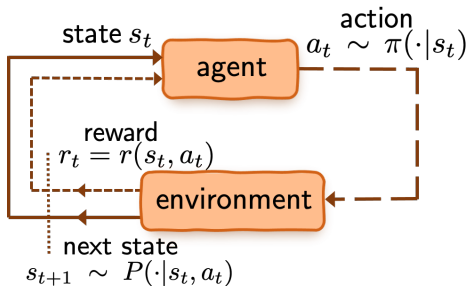 action
state $s_t$
$a_t \sim \pi(\cdot|s_t)$
agent
reward
$r_t = r(s_t, a_t)$
environment
next state
$s_{t+1} \sim P(\cdot|s_t, a_t)$